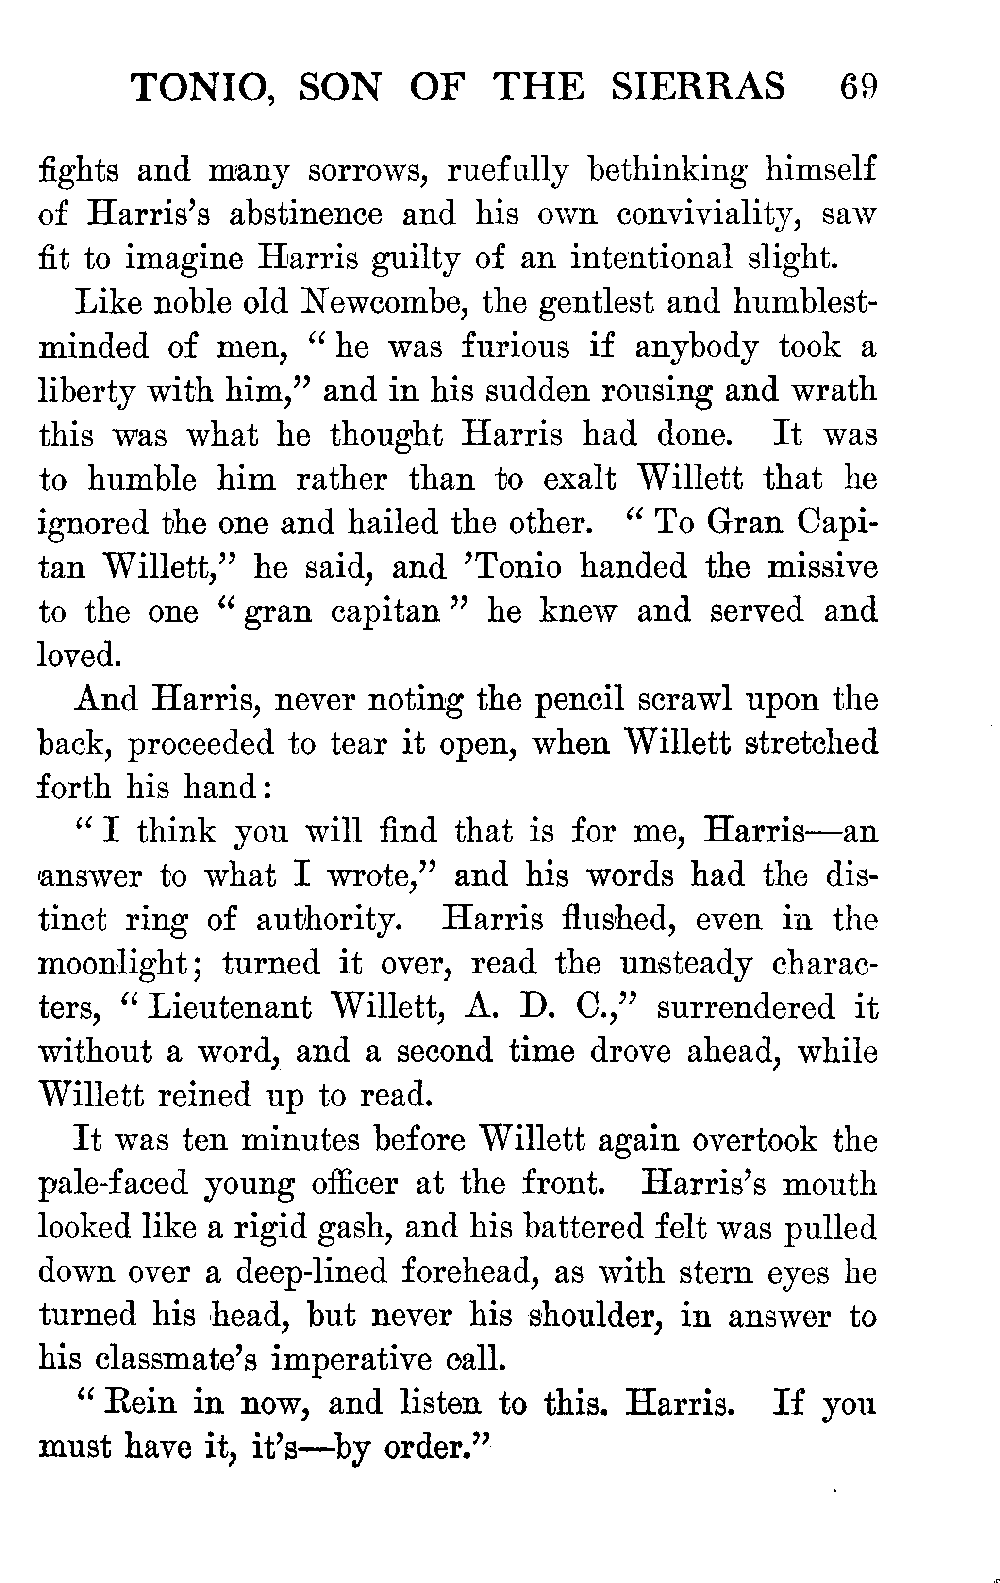 TONIO, SON OF THE SIERRAS 69
fights and many sorrows, ruefully bethinking himself
of Harris's abstinence and his own conviviality, saw
fit to imagine Harris guilty of an intentional slight.
Like noble old Newcombe, the gentlest and humblest-
minded of men, “ he was furious if anybody took a
liberty with him,” and in his sudden rousing and wrath
this was what he thought Harris had done. It was
to humble him rather than to exalt Willett that he
ignored the one and hailed the other. “ To Gran Capi-
tan Willett,” he said, and ’Tonio handed the missive
to the one “ gran capitan ” he knew and served and
loved.
And Harris, never noting the pencil scrawl upon the
back, proceeded to tear it open, when Willett stretched
forth his hand:
“ I think you will find that is for me, Harris—an
answer to what I wrote,” and his words had the dis-
tinct ring of authority. Harris flushed, even in the
moonlight; turned it over, read the unsteady charac-
ters, “ Lieutenant Willett, A. D. C.,” surrendered it
without a word, and a second time drove ahead, while
Willett reined up to read.
It was ten minutes before Willett again overtook the
pale-faced young officer at the front. Harris's mouth
looked like a rigid gash, and his battered felt was pulled
down over a deep-lined forehead, as with stern eyes he
turned his head, but never his shoulder, in answer to
his classmate's imperative call.
“ Rein in now, and listen to this. Harris. If you
must have it, it's—by order.”